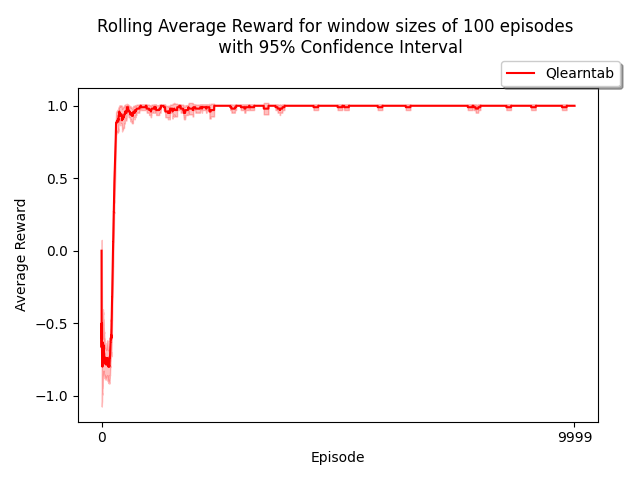 Rolling Average Reward for window sizes of 100 episodes
with 95% Confidence Interval
Qlearntab
1.0
0.5
0.0
−0.5
−1.0
Average Reward
0
9999
Episode